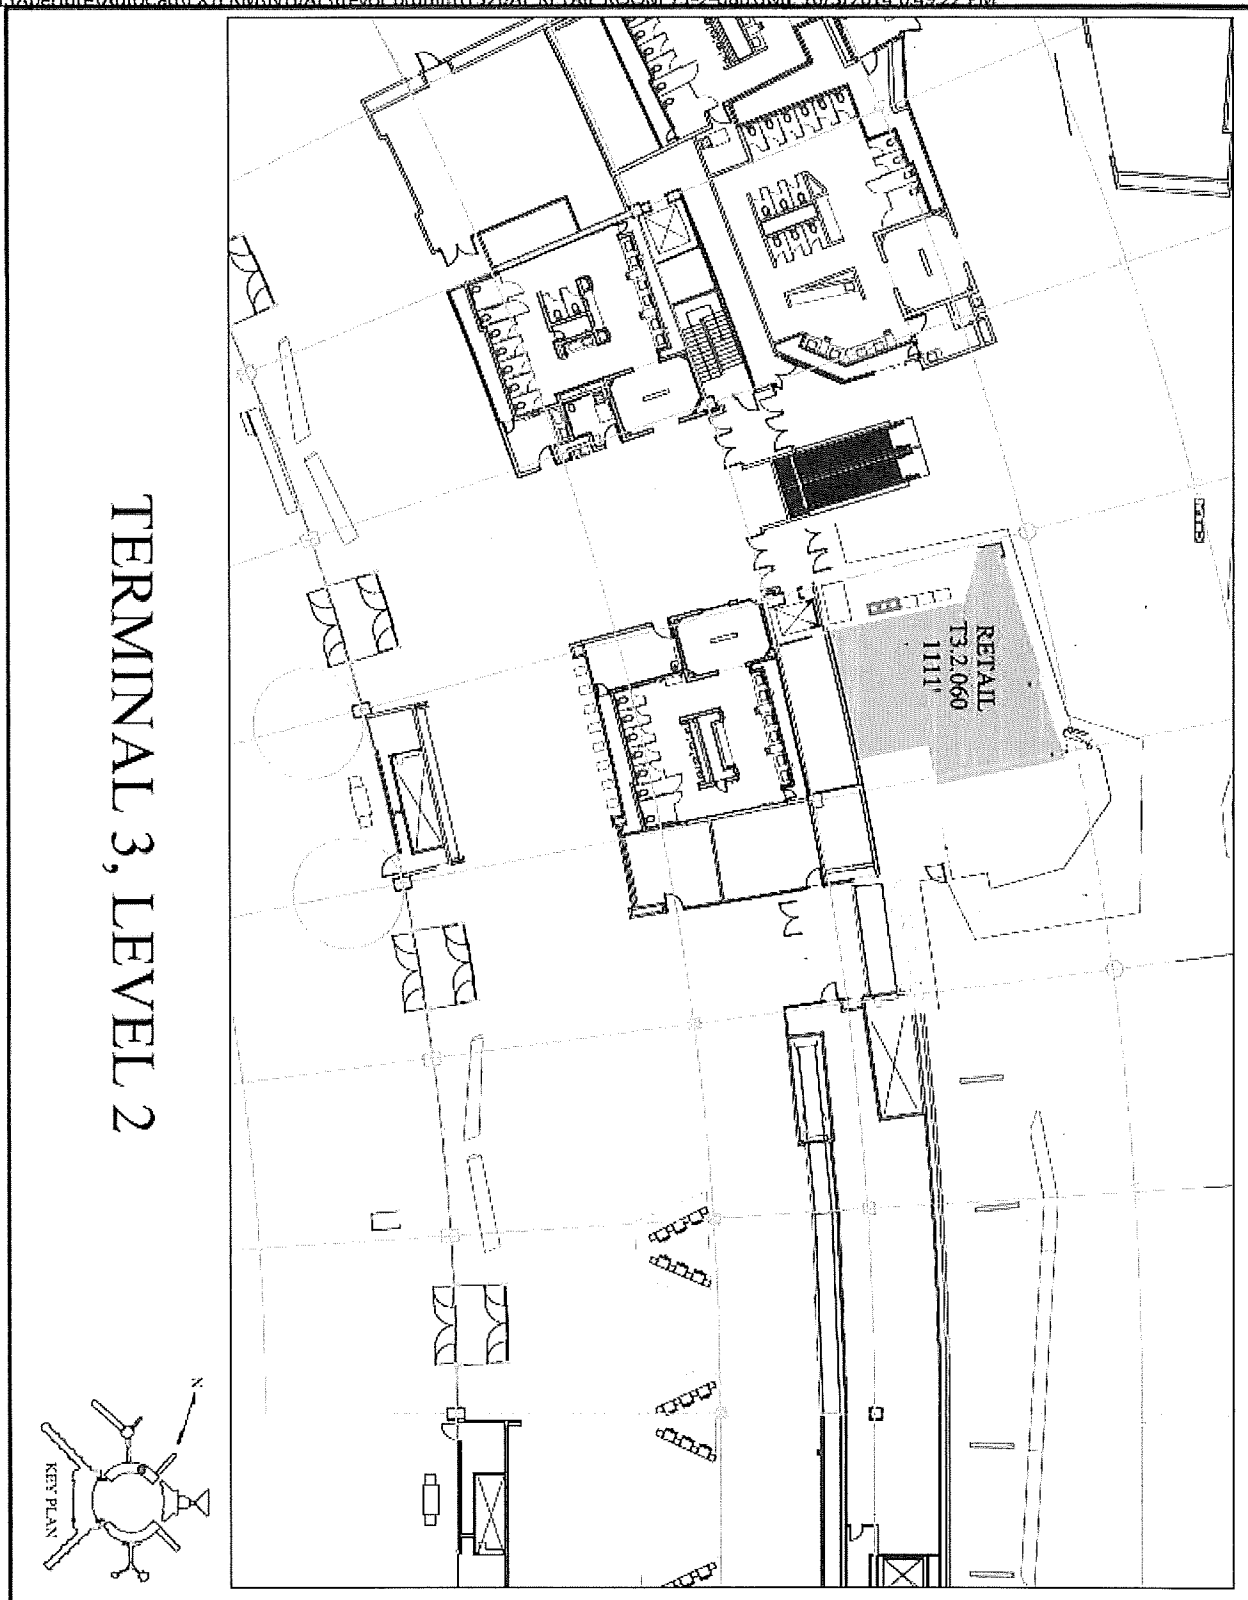 RETAIL
T3.2.060
1111'
TERMINAL 3, LEVEL 2
N
KEY PLAN